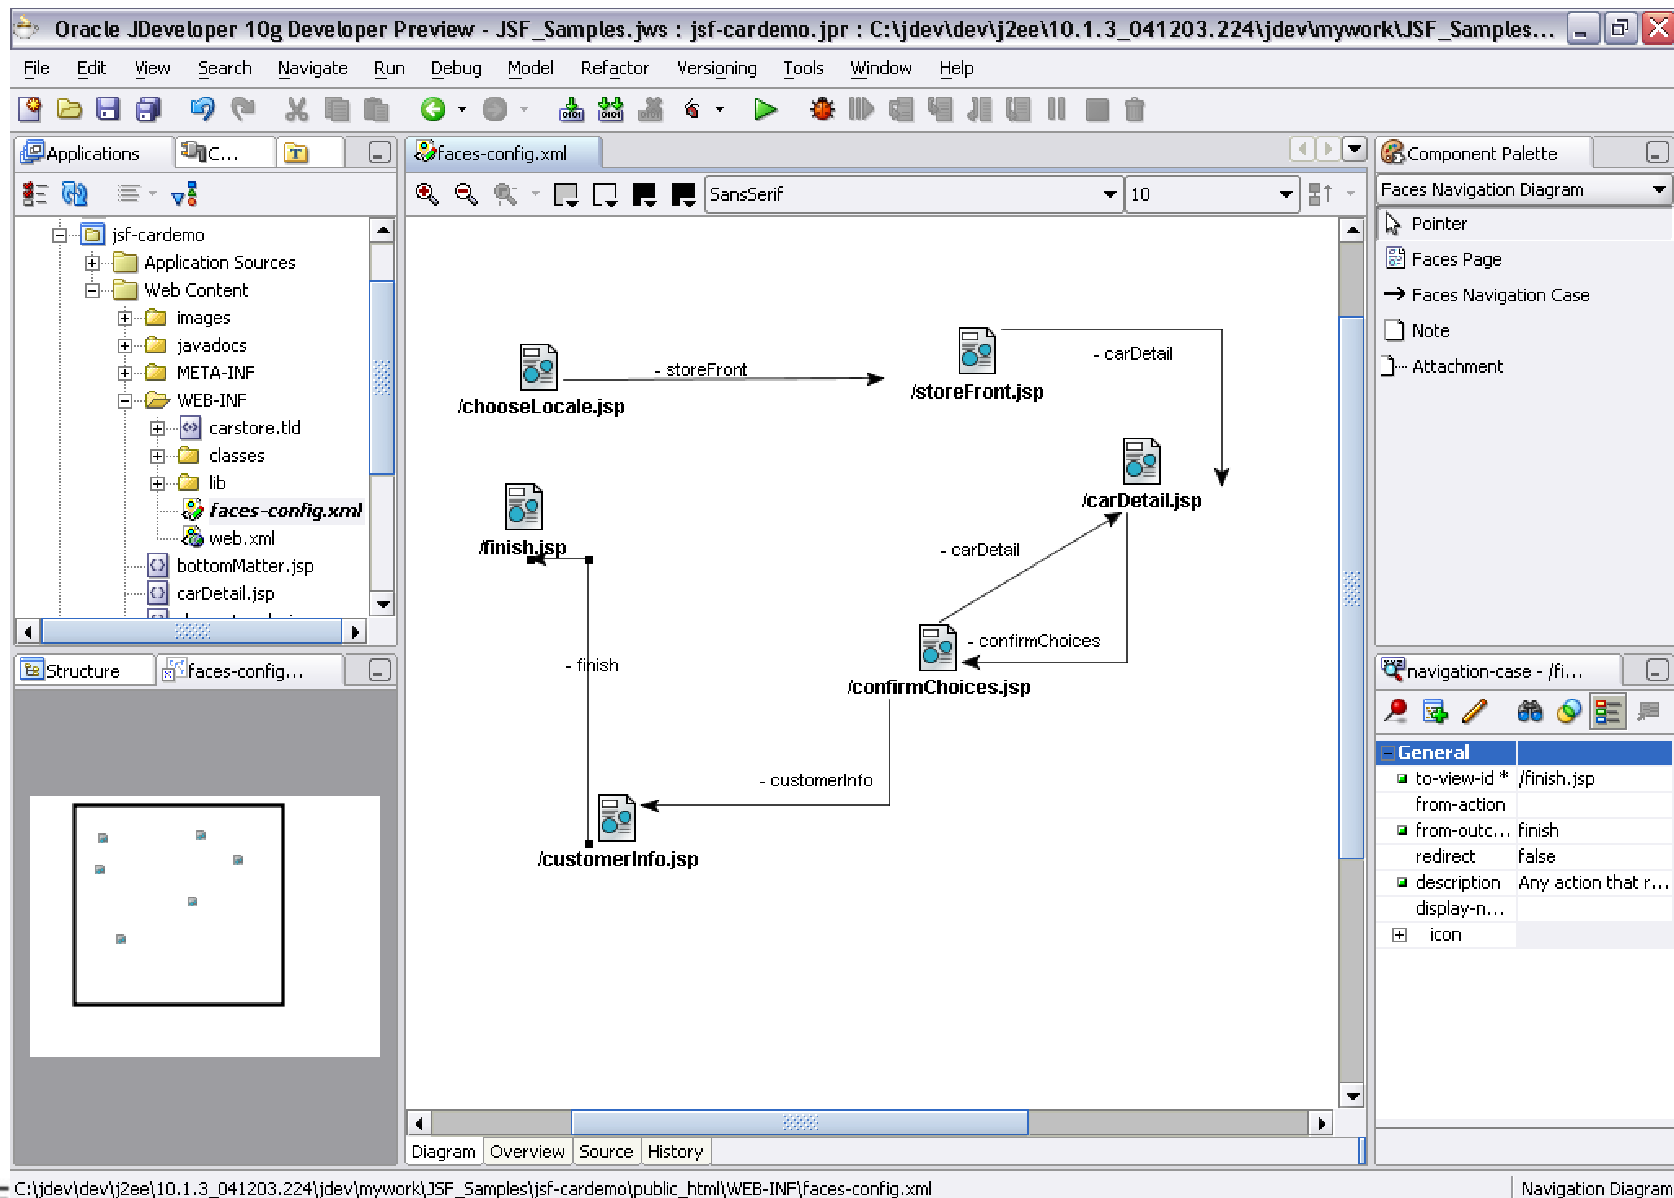 Oracle JDeveloper 10g Developer Preview - JSF_Samples.jws : jsf-cardemo.jpr : C:\jdev\dev\j2ee\10.1.3_041203.224\jdev\mywork\JSF_Samples...
File Edit View Search Navigate Run Debug Model Refactor Versioning Tools Window Help
Applications
C...
jsf-cardemo
Application Sources
Web Content
images
javadocs
META-INF
WEB-INF
carstore.tld
classes
lib
faces-config.xml
web.xml
bottomMatter.jsp
carDetail.jsp
Structure
faces-config...
faces-config.xml
SansSerif
10
- storeFront
/chooseLocale.jsp
/storeFront.jsp
- carDetail
/carDetail.jsp
/finish.jsp
- carDetail
- confirmChoices
/confirmChoices.jsp
- finish
- customerInfo
/customerInfo.jsp
Diagram Overview Source History
Component Palette
Faces Navigation Diagram
Pointer
Faces Page
Faces Navigation Case
Note
Attachment
navigation-case - /fi...
General
to-view-id * /finish.jsp
from-action
from-outc... finish
redirect false
description Any action that r...
display-n...
icon
C:\jdev\dev\j2ee\10.1.3_041203.224\jdev\mywork\JSF_Samples\jsf-cardemo\public_html\WEB-INF\faces-config.xml
Navigation Diagram